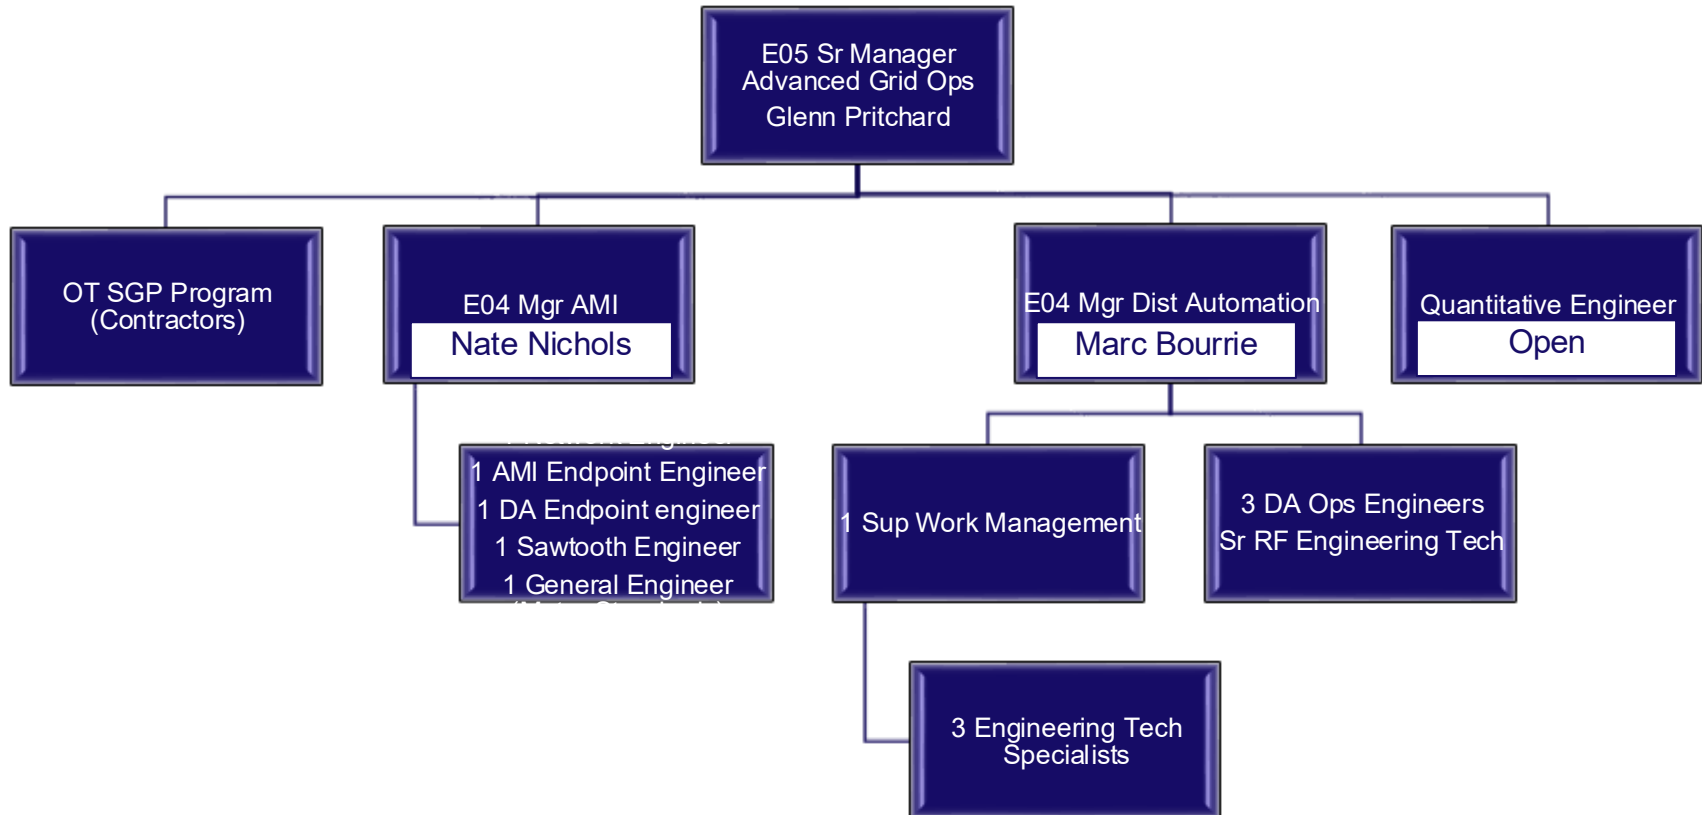 E05 Sr Manager
Advanced Grid Ops
Glenn Pritchard
OT SGP Program
(Contractors)
E04 Mgr AMI
Nate Nichols
E04 Mgr Dist Automation
Marc Bourrie
Quantitative Engineer
Open
1 AMI Endpoint Engineer
1 DA Endpoint engineer
1 Sawtooth Engineer
1 General Engineer
1 Sup Work Management
3 DA Ops Engineers
Sr RF Engineering Tech
3 Engineering Tech
Specialists